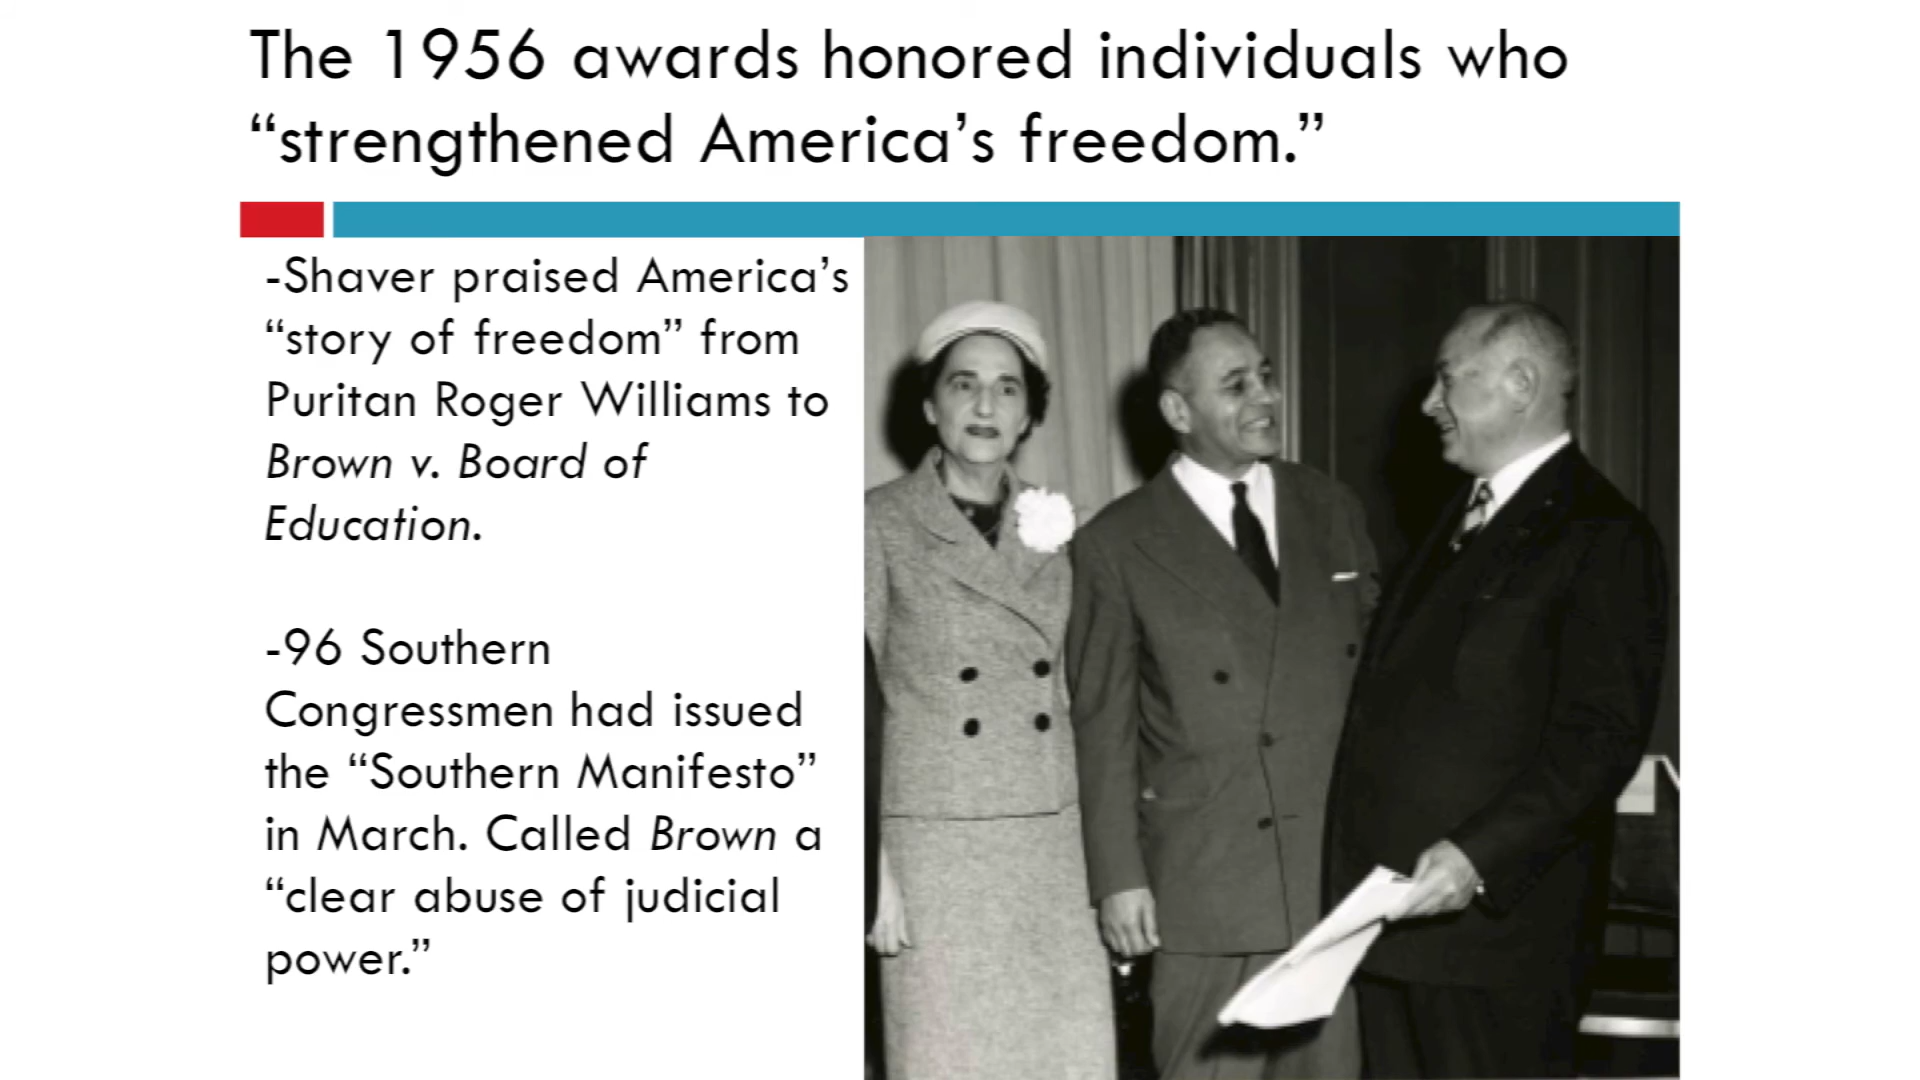 The 1956 awards honored individuals who
“strengthened America’s freedom.”
-Shaver praised America’s
“story of freedom” from
Puritan Roger Williams to
Brown v. Board of
Education.
-96 Southern
Congressmen had issued
the “Southern Manifesto”
in March. Called Brown a
“clear abuse of judicial
power.”